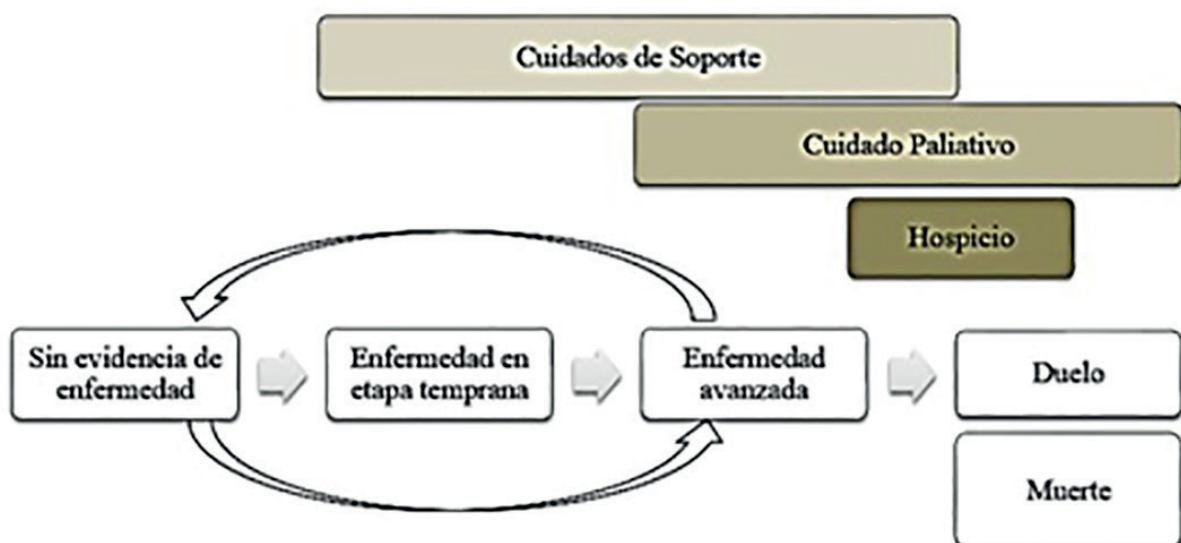 Cuidados de Soporte
Cuidado Paliativo
Hospicio
Sin evidencia de
enfermedad
Enfermedad en
etapa temprana
Enfermedad
avanzada
Duelo
Muerte